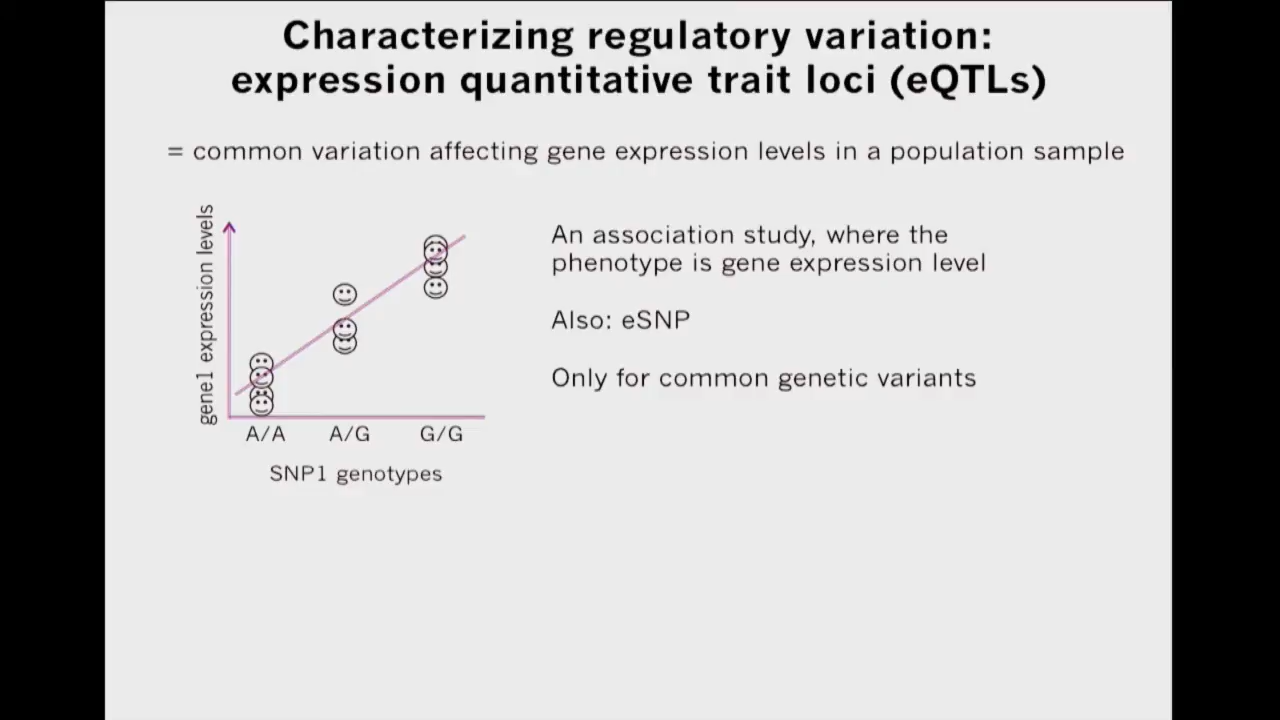 Characterizing regulatory variation:
expression quantitative trait loci (eQTLs)
= common variation affecting gene expression levels in a population sample
gene1 expression levels
A/A A/G G/G
SNP1 genotypes
An association study, where the
phenotype is gene expression level
Also: eSNP
Only for common genetic variants